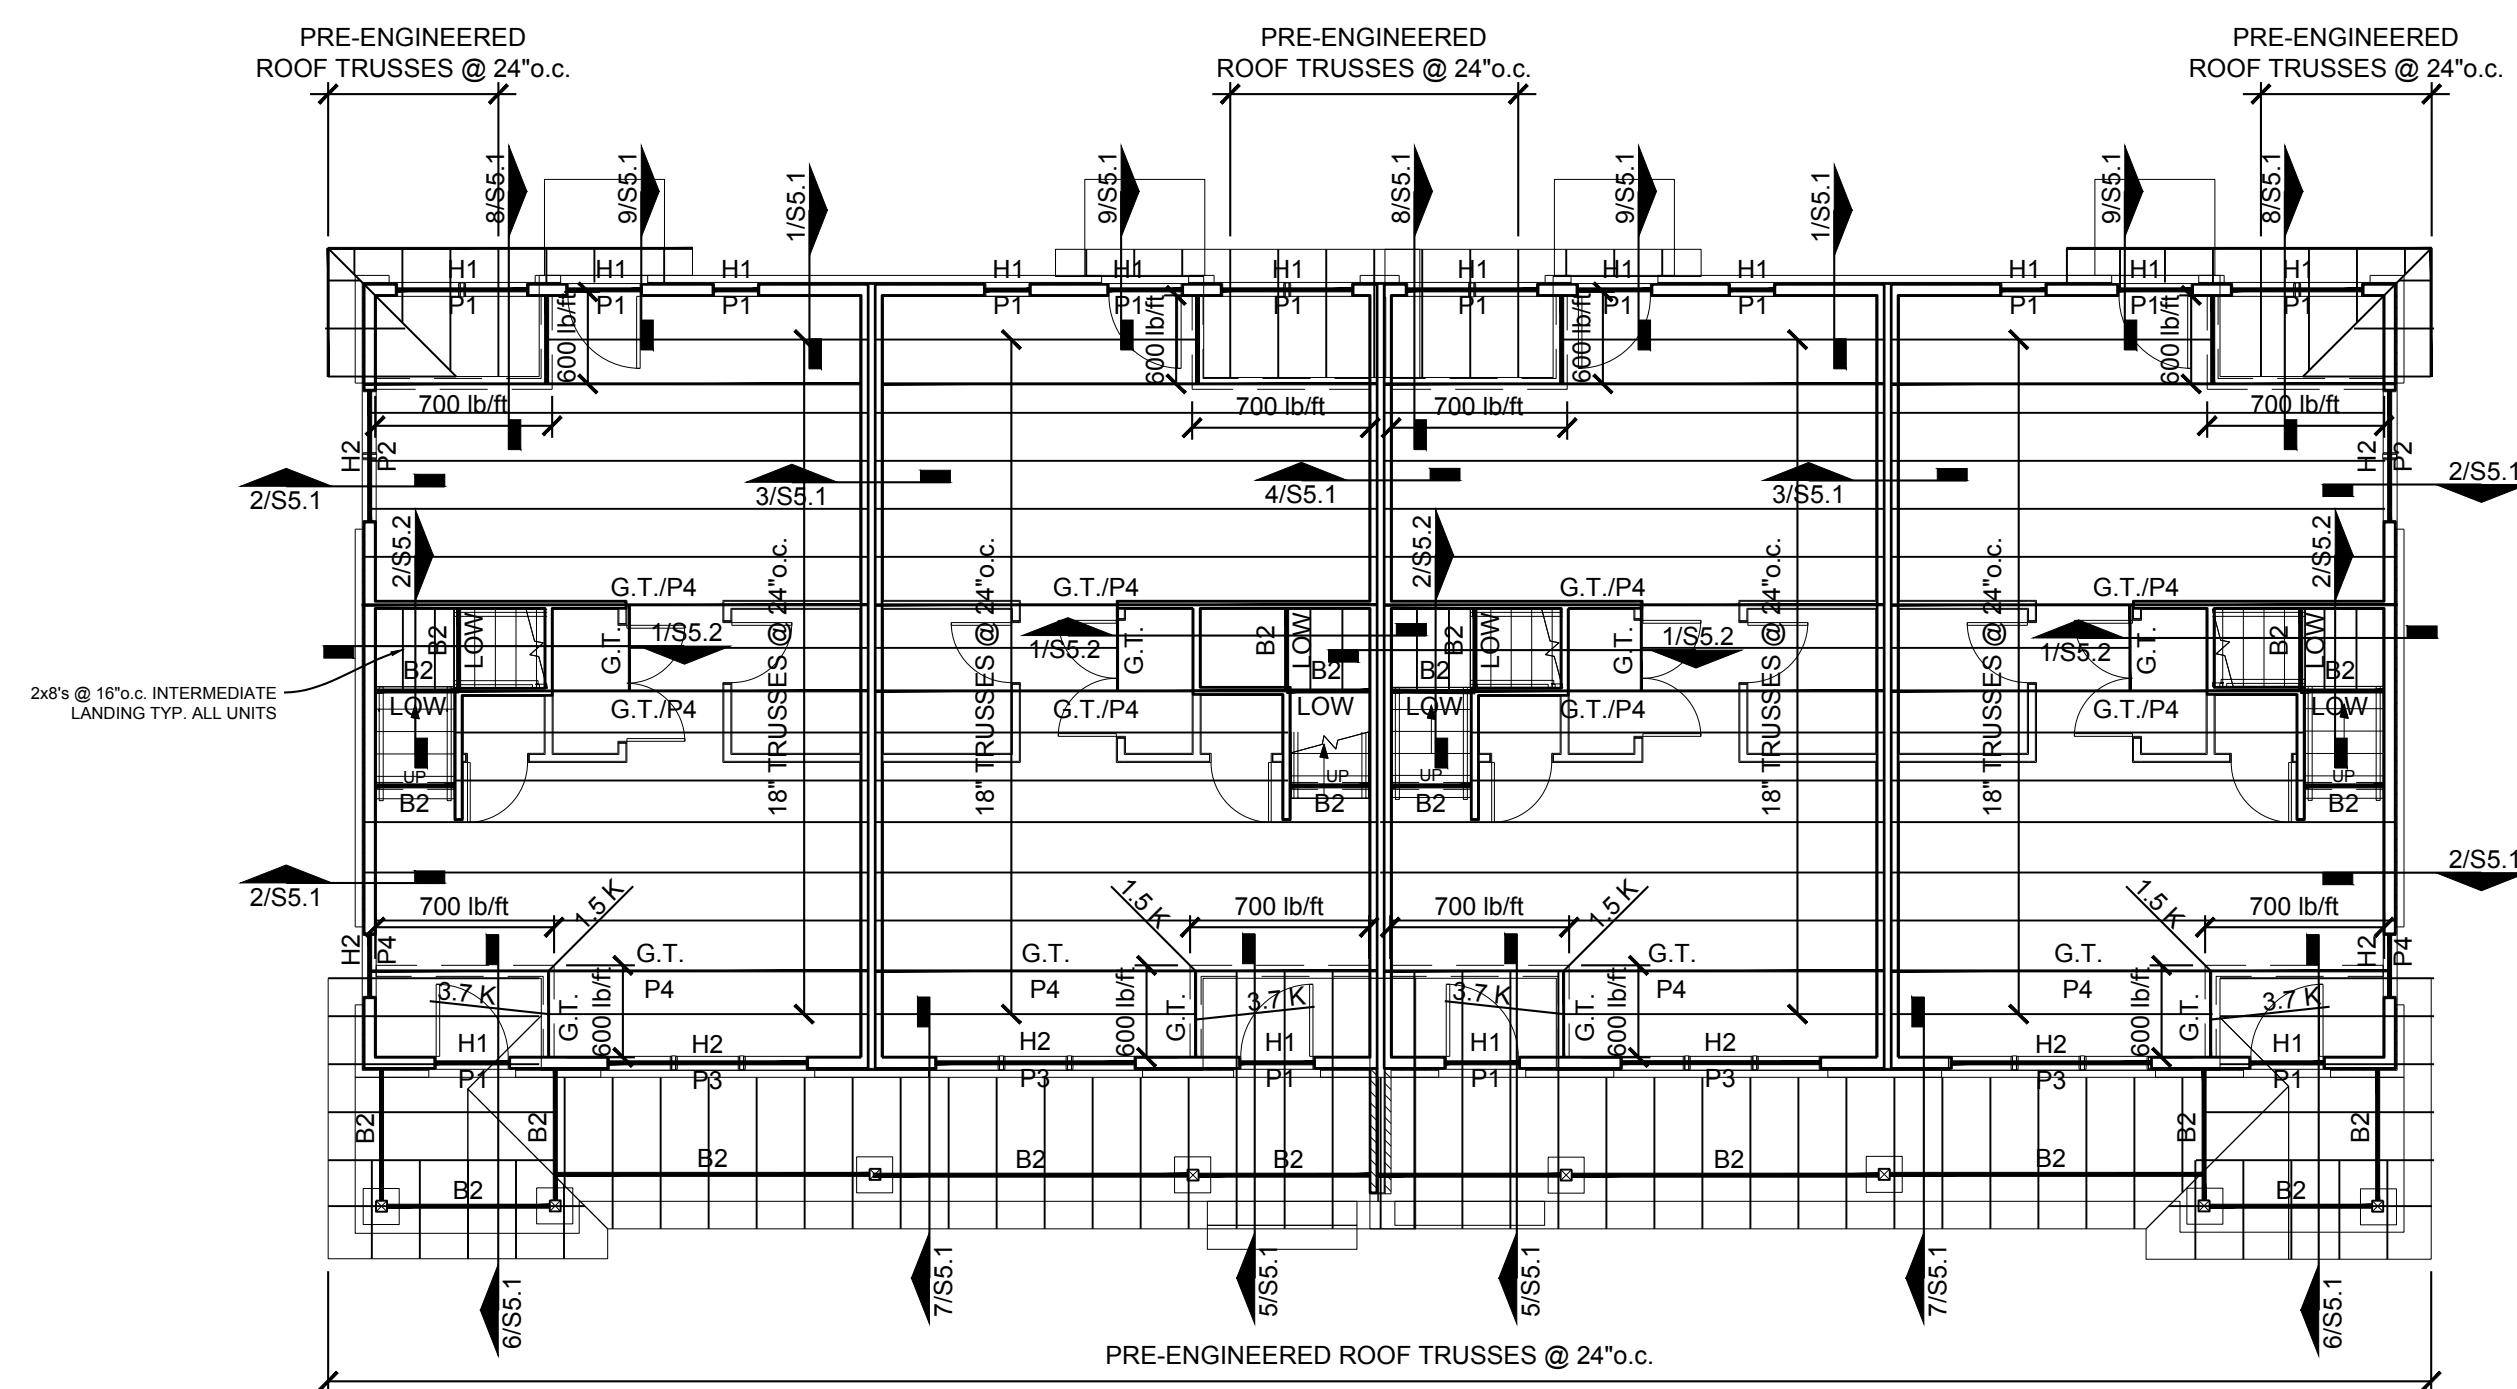 PRE-ENGINEERED
ROOF TRUSSES @ 24"o.c.
PRE-ENGINEERED
ROOF TRUSSES @ 24"o.c.
PRE-ENGINEERED
ROOF TRUSSES @ 24"o.c.
8/S5.1
9/S5.1
1/S5.1
9/S5.1
8/S5.1
9/S5.1
1/S5.1
9/S5.1
8/S5.1
H1
H1
H1
H1
H1
H1
H1
H1
H1
H1
H1
H1
P1
P1
P1
P1
P1
P1
P1
P1
P1
P1
P1
P1
600 lb/ft
600 lb/ft
600 lb/ft
600 lb/ft
700 lb/ft
700 lb/ft
700 lb/ft
700 lb/ft
H2
P2
H2
P2
2/S5.1
3/S5.1
4/S5.1
3/S5.1
2/S5.1
2/S5.2
2/S5.2
2/S5.2
18" TRUSSES @ 24"o.c.
18" TRUSSES @ 24"o.c.
18" TRUSSES @ 24"o.c.
18" TRUSSES @ 24"o.c.
G.T./P4
G.T./P4
G.T./P4
G.T./P4
B2
LOW
G.T.
1/S5.2
1/S5.2
G.T.
B2
LOW
B2
LOW
G.T.
1/S5.2
1/S5.2
G.T.
B2
LOW
B2
B2
B2
B2
2x8's @ 16"o.c. INTERMEDIATE
LANDING TYP. ALL UNITS
LOW
G.T./P4
G.T./P4
LOW
LOW
G.T./P4
G.T./P4
LOW
UP
UP
UP
UP
B2
B2
B2
B2
2/S5.1
2/S5.1
700 lb/ft
1.5 K
1.5 K
700 lb/ft
700 lb/ft
1.5 K
1.5 K
700 lb/ft
H2
P4
H2
P4
G.T.
P4
G.T.
P4
G.T.
P4
G.T.
P4
3.7 K
G.T.
600 lb/ft.
600 lb/ft.
G.T.
3.7 K
3.7 K
G.T.
600 lb/ft.
600 lb/ft.
G.T.
3.7 K
H1
P1
H2
P3
H2
P3
H1
P1
H1
P1
H2
P3
H2
P3
H1
P1
B2
B2
B2
B2
B2
B2
B2
B2
B2
B2
B2
6/S5.1
7/S5.1
5/S5.1
5/S5.1
7/S5.1
6/S5.1
PRE-ENGINEERED ROOF TRUSSES @ 24"o.c.